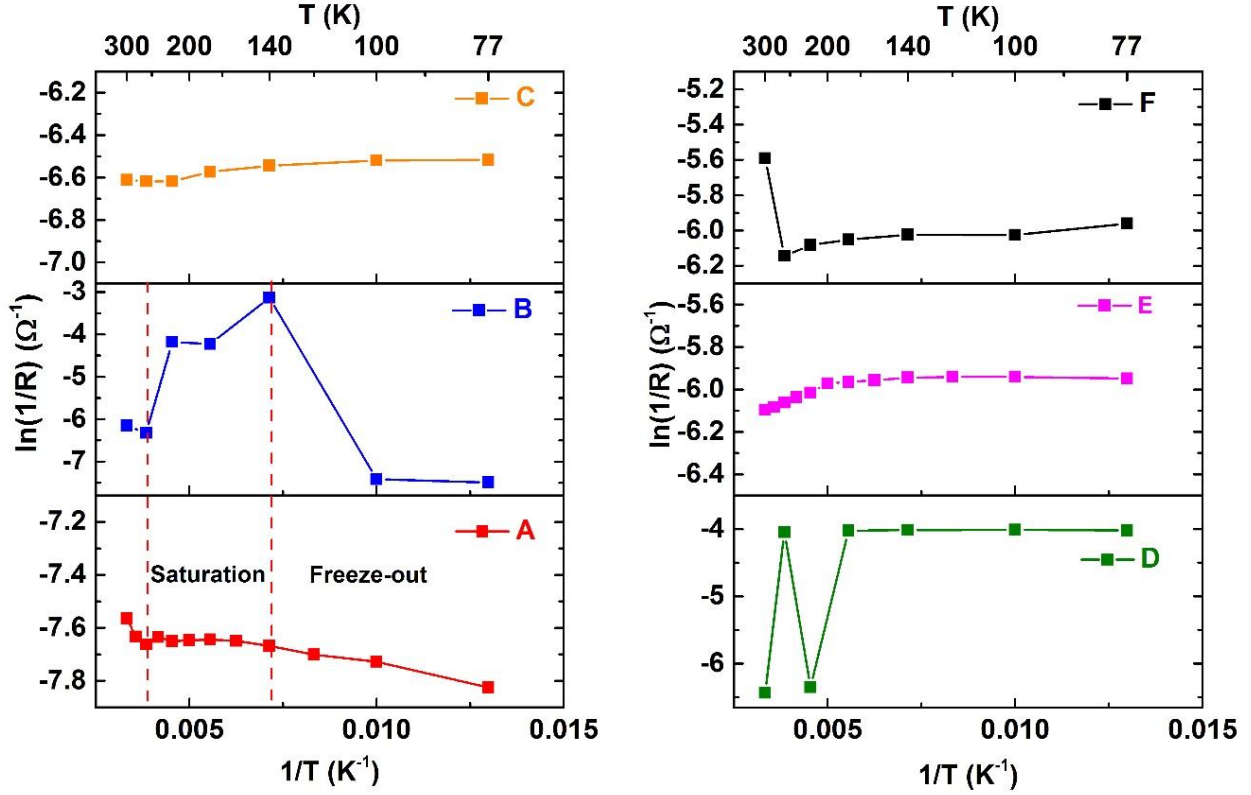 T (K)
300 200 140 100 77
-6.2
-6.4
-6.6
-6.8
-7.0
C
-3
-4
-5
-6
-7
B
ln(1/R) (Ω⁻¹)
-7.2
-7.4
-7.6
-7.8
A
Saturation Freeze-out
0.005 0.010 0.015
1/T (K⁻¹)
T (K)
300 200 140 100 77
-5.2
-5.4
-5.6
-5.8
-6.0
-6.2
F
-5.6
-5.8
-6.0
-6.2
-6.4
E
ln(1/R) (Ω⁻¹)
-4
-5
-6
D
0.005 0.010 0.015
1/T (K⁻¹)